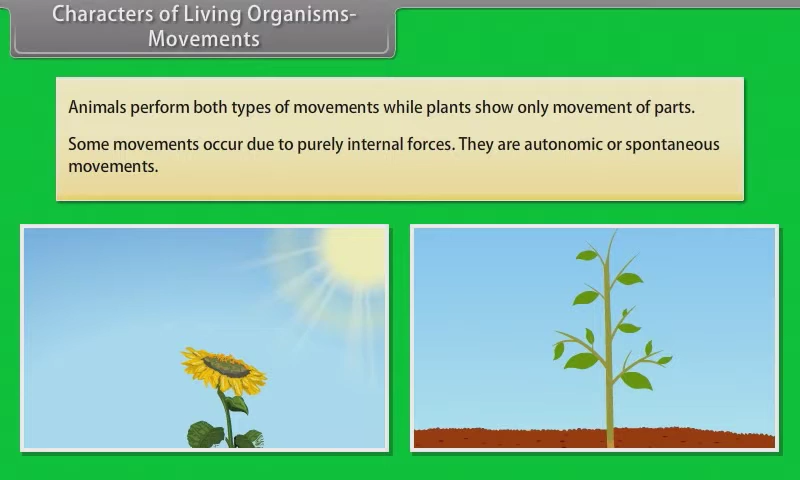 Characters of Living Organisms-
Movements
Animals perform both types of movements while plants show only movement of parts.
Some movements occur due to purely internal forces. They are autonomic or spontaneous
movements.